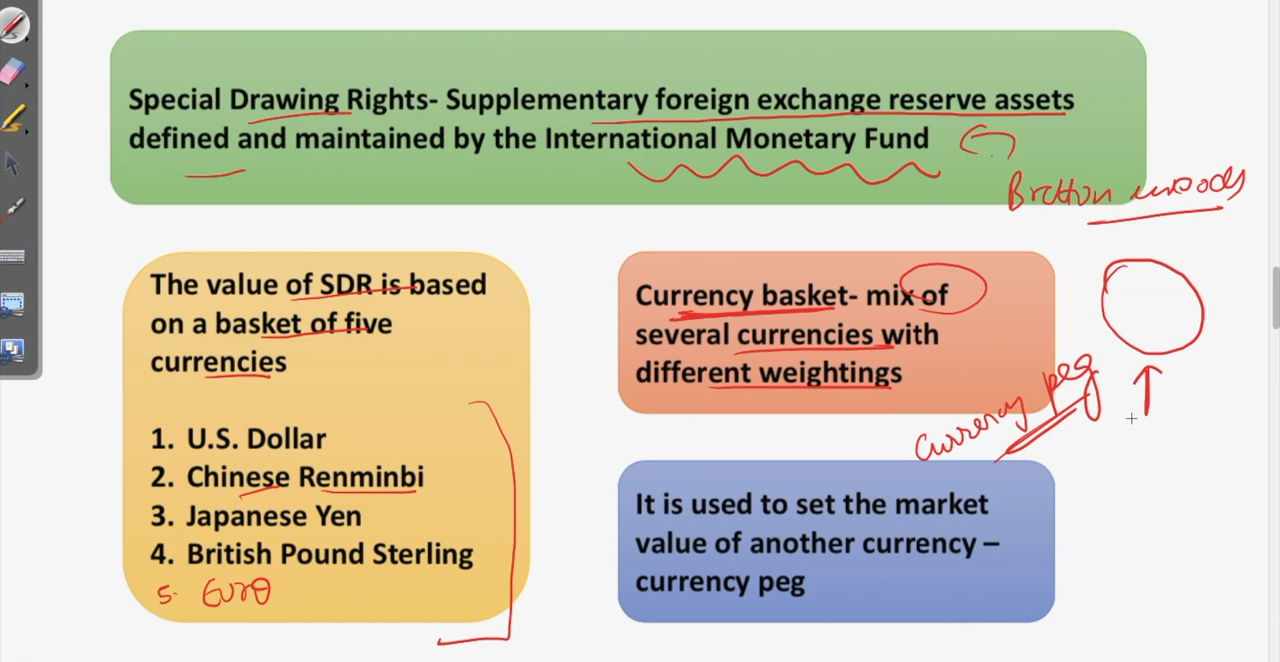 Special Drawing Rights- Supplementary foreign exchange reserve assets
defined and maintained by the International Monetary Fund
Bretton woods
The value of SDR is based
on a basket of five
currencies
1. U.S. Dollar
2. Chinese Renminbi
3. Japanese Yen
4. British Pound Sterling
5. Euro
Currency basket- mix of
several currencies with
different weightings
Currency peg
It is used to set the market
value of another currency –
currency peg